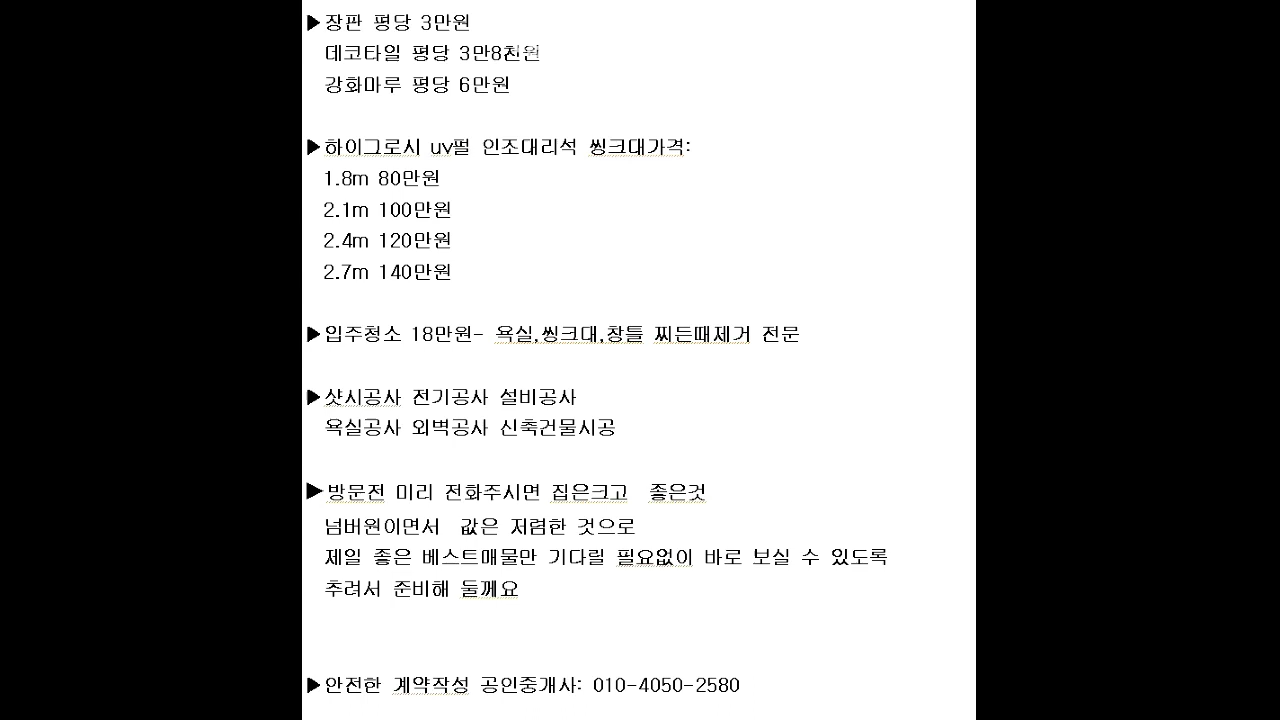 ▶장판 평당 3만원
데코타일 평당 3만8천원
강화마루 평당 6만원
▶하이그로시 uv펄 인조대리석 씽크대가격:
1.8m 80만원
2.1m 100만원
2.4m 120만원
2.7m 140만원
▶입주청소 18만원- 욕실,씽크대,창틀 찌든때제거 전문
▶샷시공사 전기공사 설비공사
욕실공사 외벽공사 신축건물시공
▶방문전 미리 전화주시면 집은크고 좋은것
넘버원이면서 값은 저렴한 것으로
제일 좋은 베스트매물만 기다릴 필요없이 바로 보실 수 있도록
추려서 준비해 둘께요
▶안전한 계약작성 공인중개사: 010-4050-2580